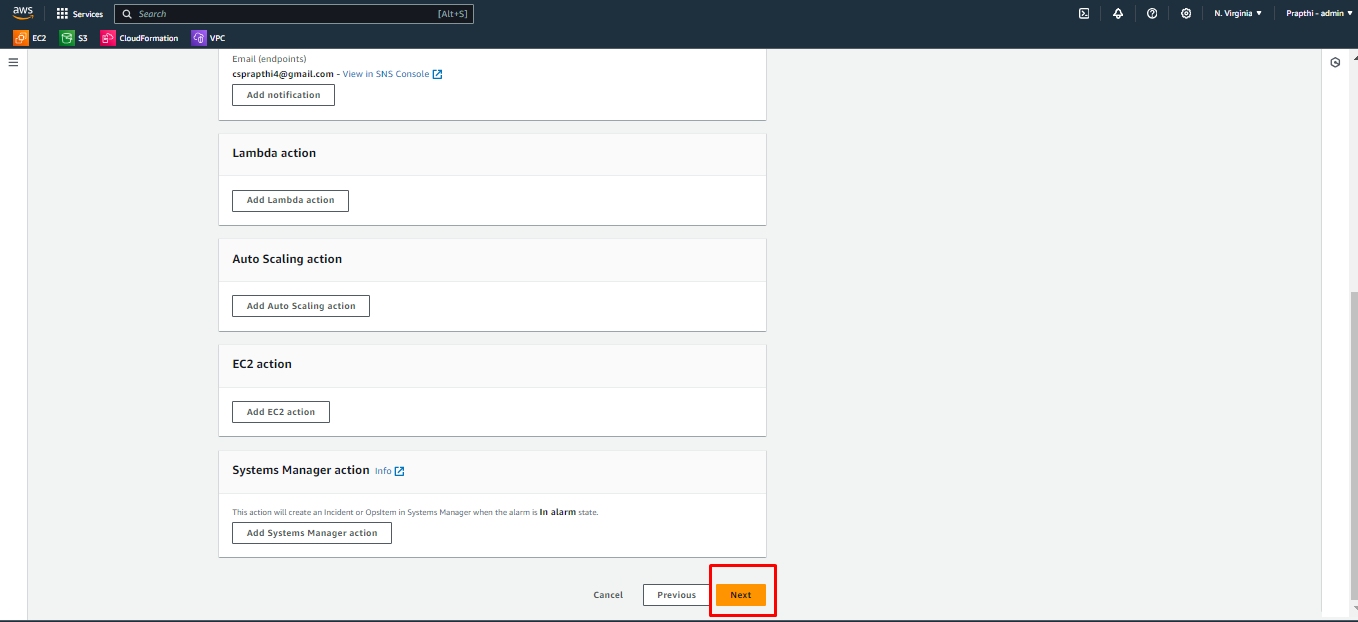 aws Services Search [Alt+S] N. Virginia Prapthi - admin
EC2 S3 CloudFormation VPC
Email (endpoints)
csprapthi4@gmail.com - View in SNS Console
Add notification
Lambda action
Add Lambda action
Auto Scaling action
Add Auto Scaling action
EC2 action
Add EC2 action
Systems Manager action Info
This action will create an Incident or OpsItem in Systems Manager when the alarm is In alarm state.
Add Systems Manager action
Cancel Previous Next